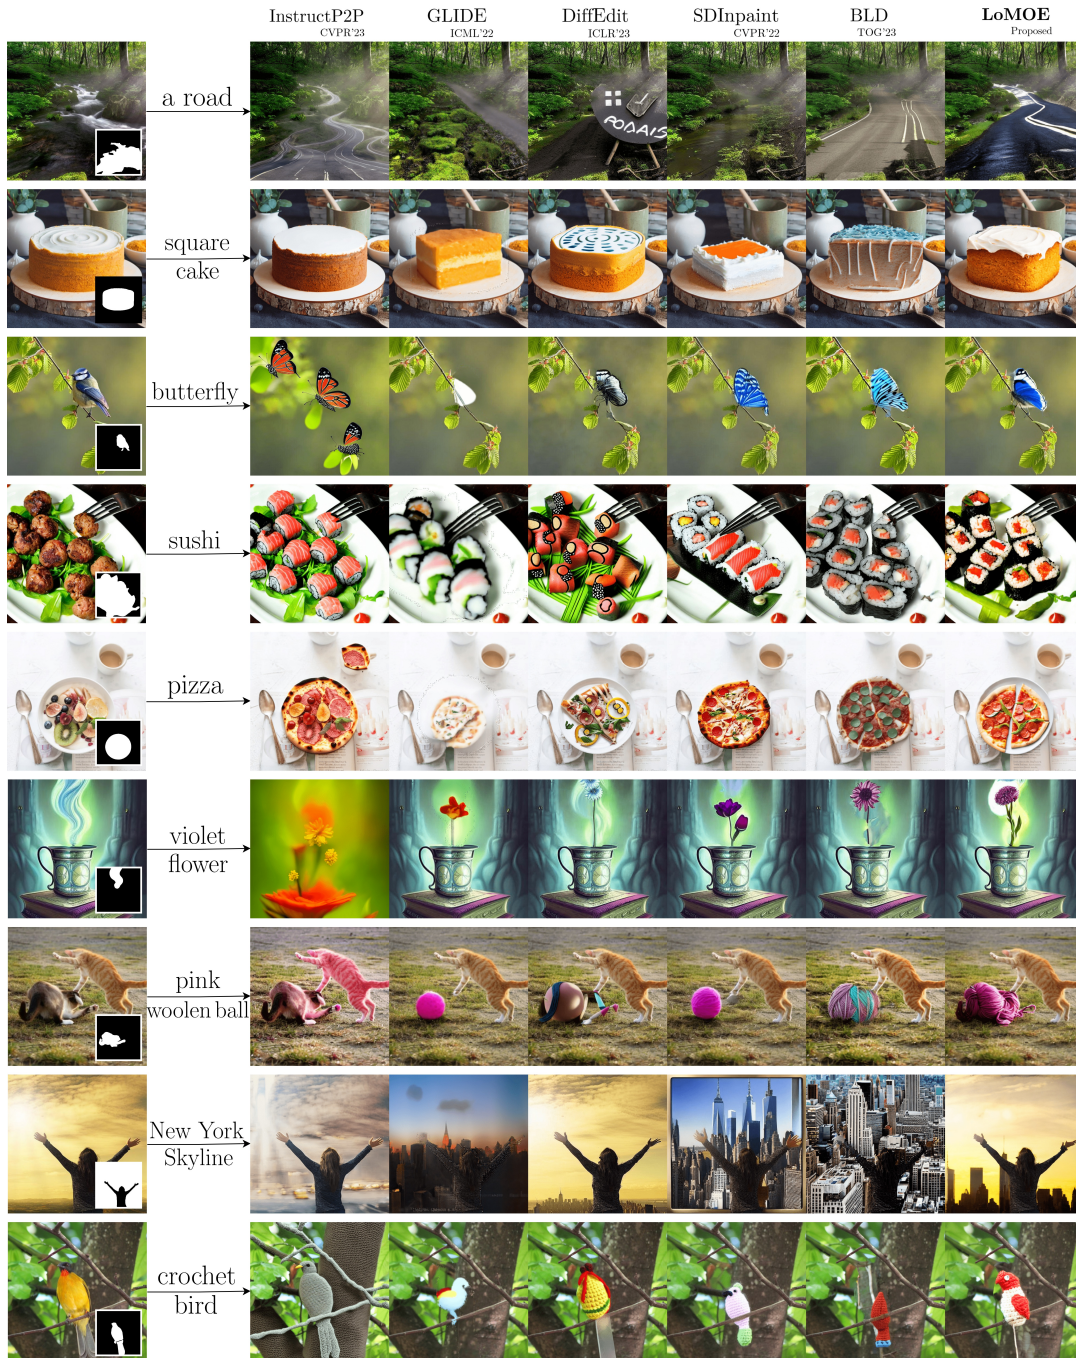 InstructP2P GLIDE DiffEdit SDInpaint BLD LoMOE
CVPR'23 ICML'22 ICLR'23 CVPR'22 TOG'23 Proposed
a road
PODAIS
square
cake
butterfly
sushi
pizza
violet
flower
pink
woolen ball
New York
Skyline
crochet
bird